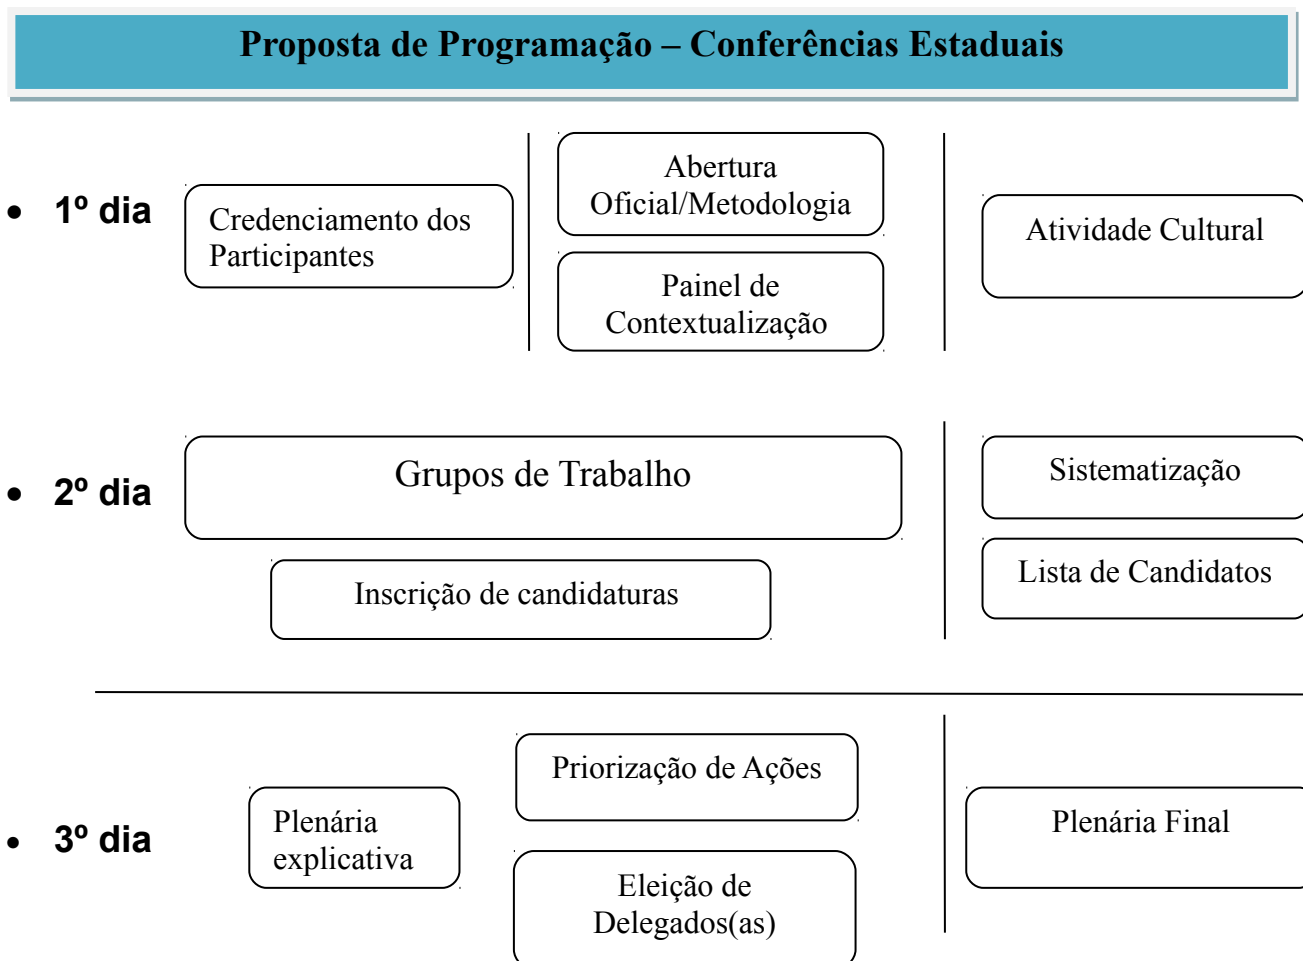 Proposta de Programação – Conferências Estaduais
• 1º dia
Credenciamento dos
Participantes
Abertura
Oficial/Metodologia
Painel de
Contextualização
Atividade Cultural
• 2º dia
Grupos de Trabalho
Inscrição de candidaturas
Sistematização
Lista de Candidatos
• 3º dia
Plenária
explicativa
Priorização de Ações
Eleição de
Delegados(as)
Plenária Final